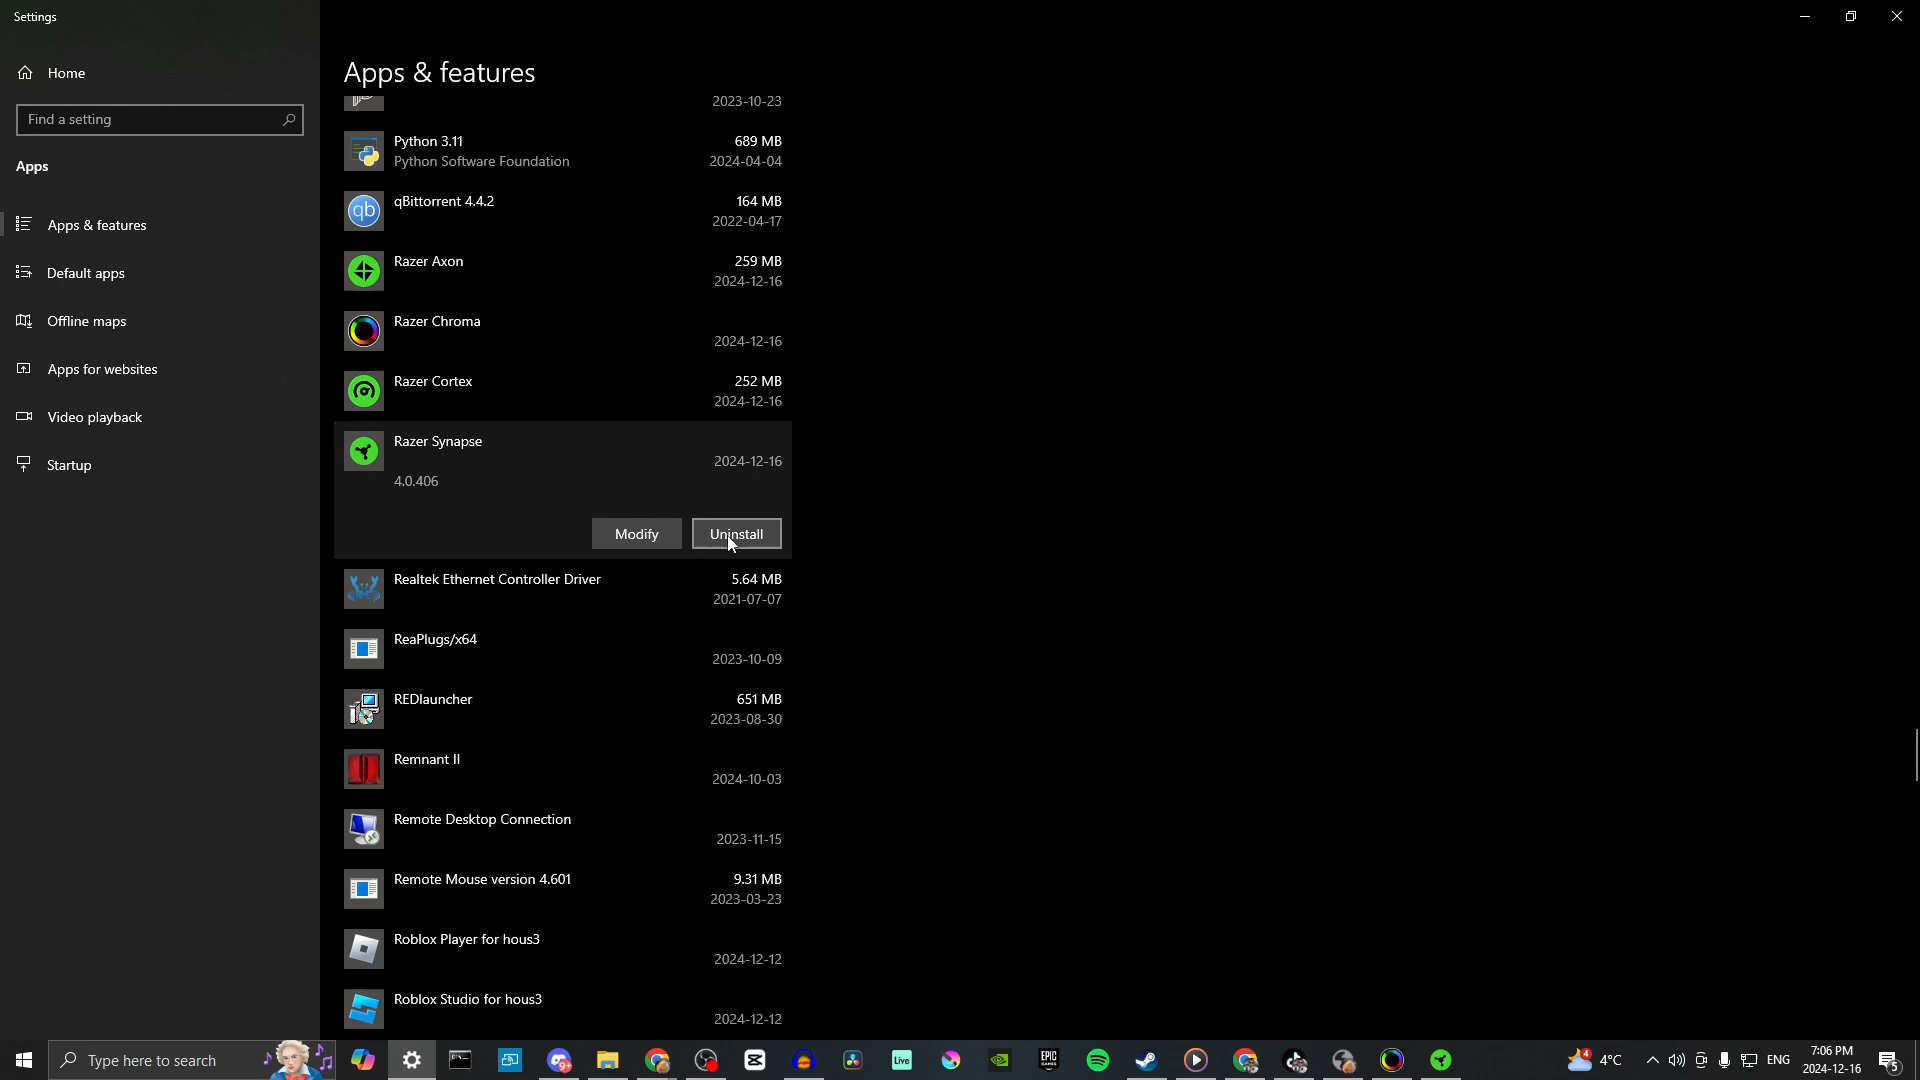 Settings
Home
Find a setting
Apps
Apps & features
Default apps
Offline maps
Apps for websites
Video playback
Startup
Apps & features
2023-10-23
Python 3.11 689 MB
Python Software Foundation 2024-04-04
qb qBittorrent 4.4.2 164 MB
2022-04-17
Razer Axon 259 MB
2024-12-16
Razer Chroma
2024-12-16
Razer Cortex 252 MB
2024-12-16
Razer Synapse
2024-12-16
4.0.406
Modify Uninstall
Realtek Ethernet Controller Driver 5.64 MB
2021-07-07
ReaPlugs/x64
2023-10-09
REDlauncher 651 MB
2023-08-30
Remnant II
2024-10-03
Remote Desktop Connection
2023-11-15
Remote Mouse version 4.601 9.31 MB
2023-03-23
Roblox Player for hous3
2024-12-12
Roblox Studio for hous3
2024-12-12
Type here to search 9+ Live EPIC GAMES 4 4°C ENG 7:06 PM
2024-12-16 5